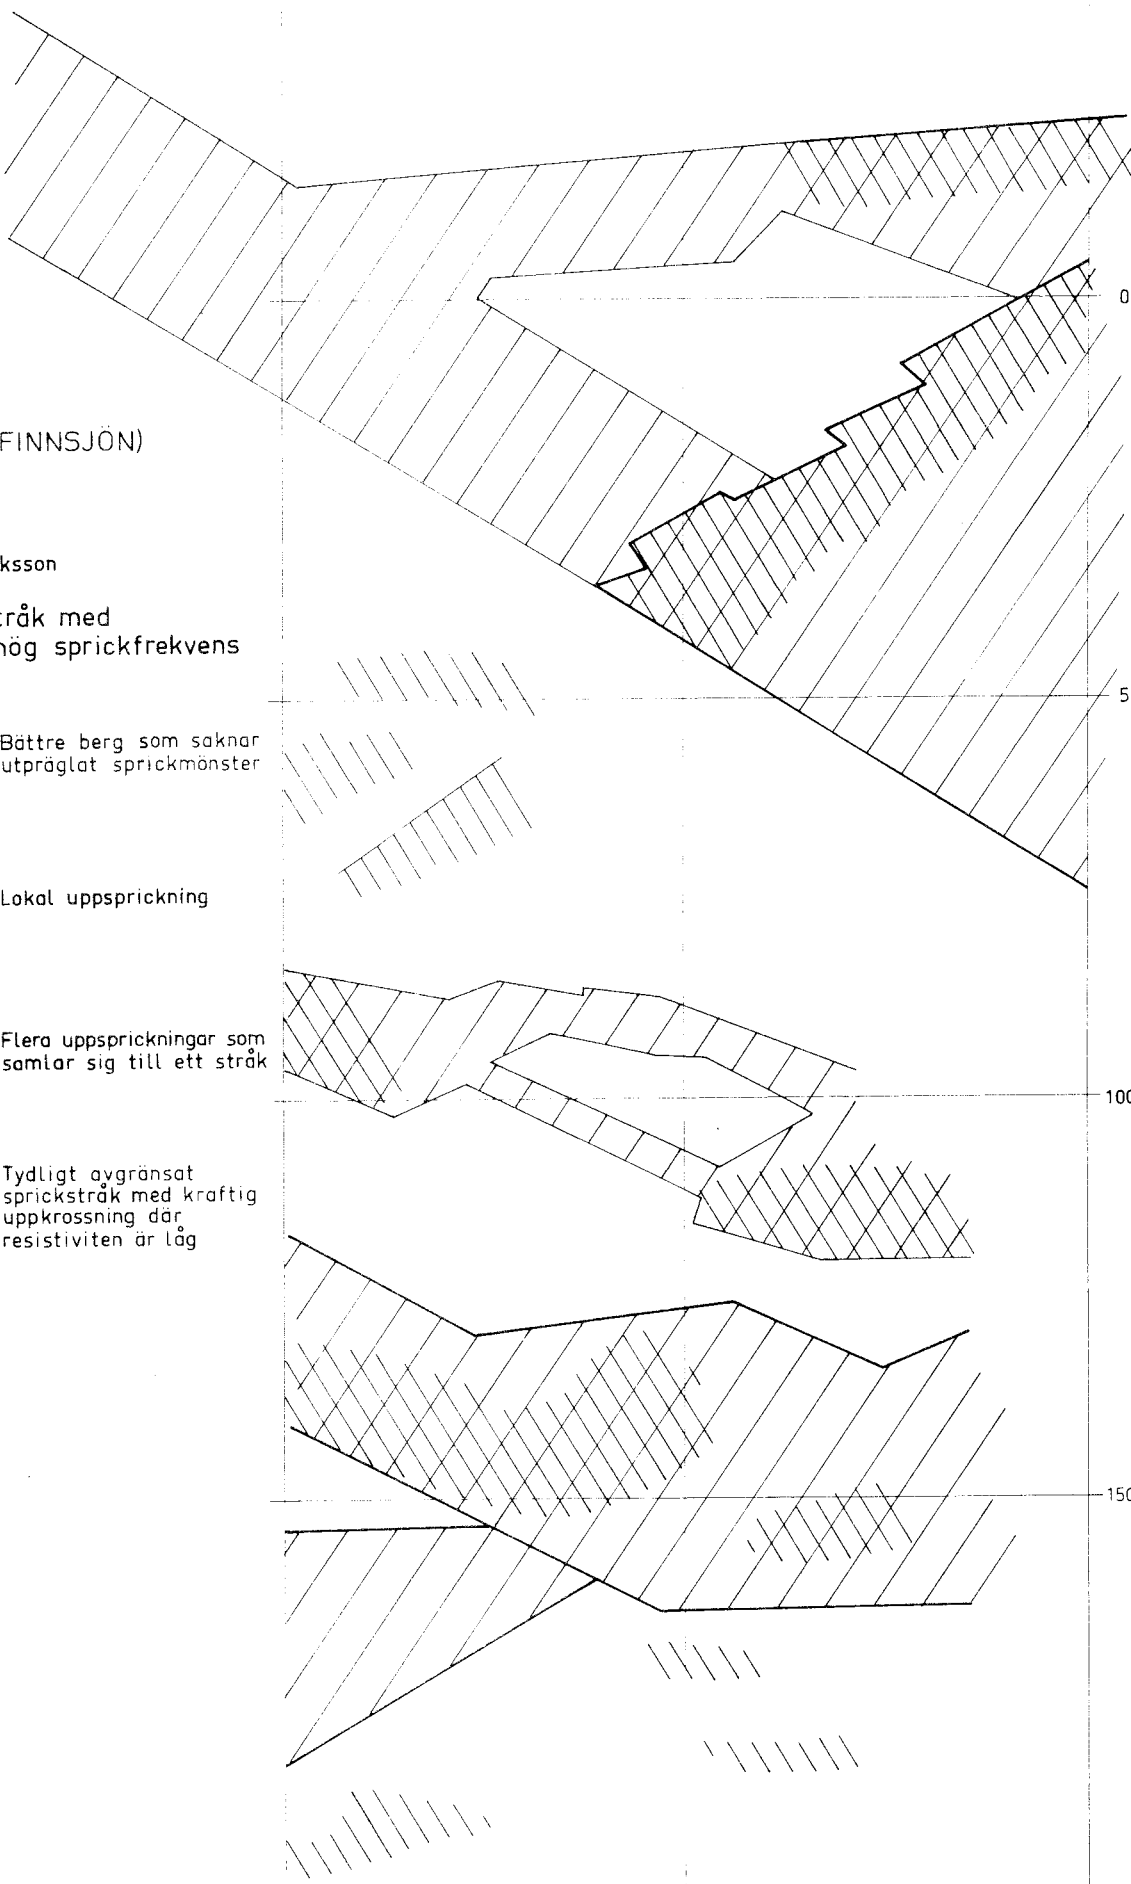 0
FINNSJÖN)
ksson
råk med
hög sprickfrekvens
5
Bättre berg som saknar
utpräglat sprickmönster
Lokal uppsprickning
Flera uppsprickningar som
samlar sig till ett stråk
100
Tydligt avgränsat
sprickstråk med kraftig
uppkrossning där
resistiviten är låg
150